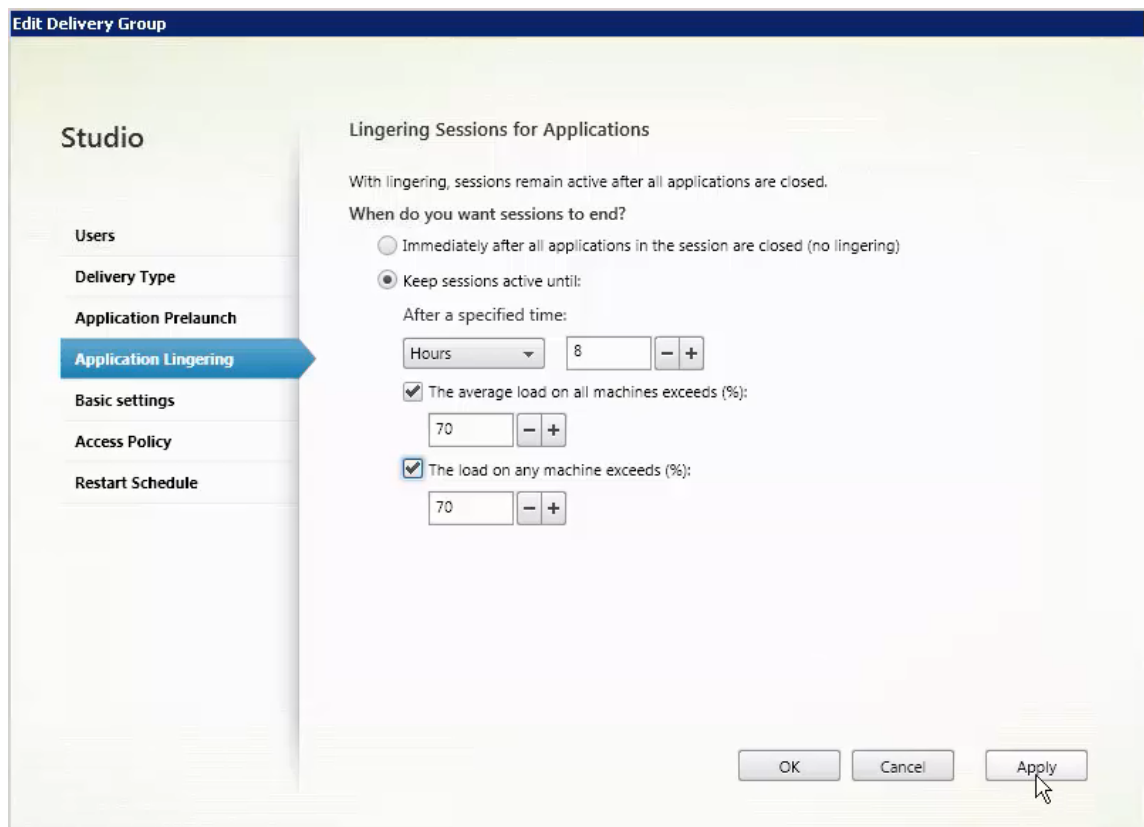 Edit Delivery Group
Studio
Users
Delivery Type
Application Prelaunch
Application Lingering
Basic settings
Access Policy
Restart Schedule
Lingering Sessions for Applications
With lingering, sessions remain active after all applications are closed.
When do you want sessions to end?
Immediately after all applications in the session are closed (no lingering)
Keep sessions active until:
After a specified time:
Hours 8 − +
The average load on all machines exceeds (%):
70 − +
The load on any machine exceeds (%):
70 − +
OK Cancel Apply